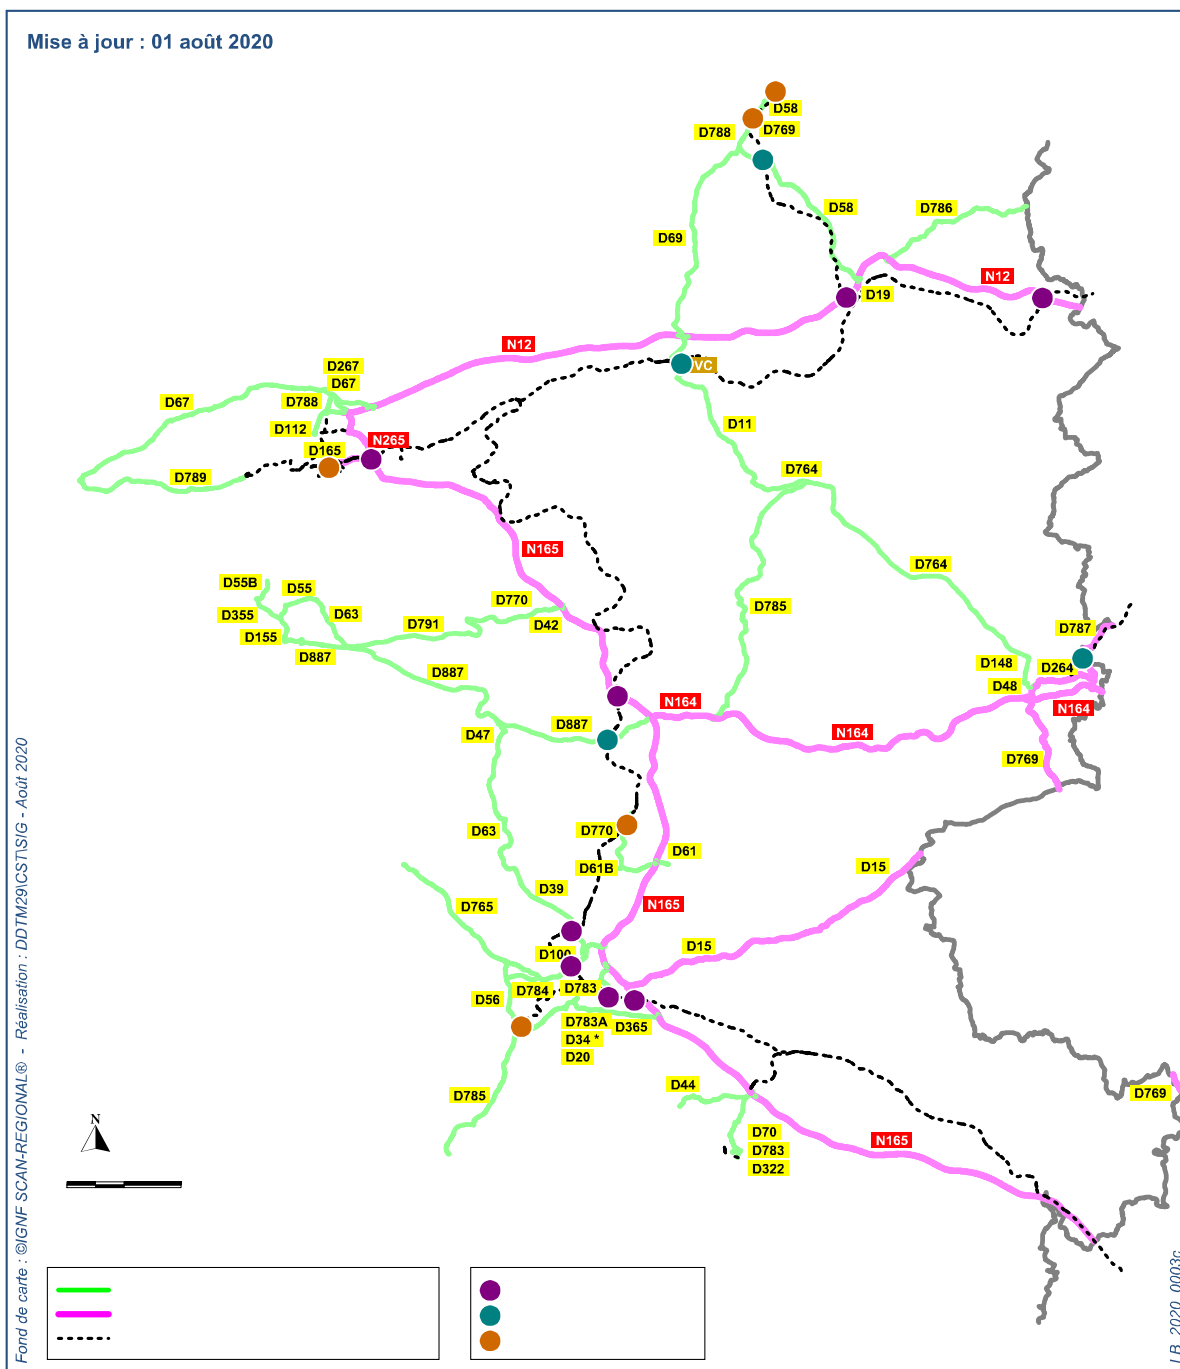 Mise à jour : 01 août 2020
D58
D769
D788
D58
D786
D69
N12
D19
N12
VC
D267
D67
D67
D788
D112
D11
N265
D165
D789
D764
N165
D764
D55B
D55
D770
D355
D63
D791
D42
D785
D155
D887
D787
D148
D264
D887
D48
N164
N164
D887
D47
N164
D769
D63
D770
D61
D61B
D15
D39
N165
D765
D100
D15
D784
D783
D56
D783A
D365
D34 *
D20
D44
D785
D769
D70
N165
D783
D322
N
Fond de carte : ©IGNF SCAN-REGIONAL® - Réalisation : DDTM29\CST\SIG - Août 2020